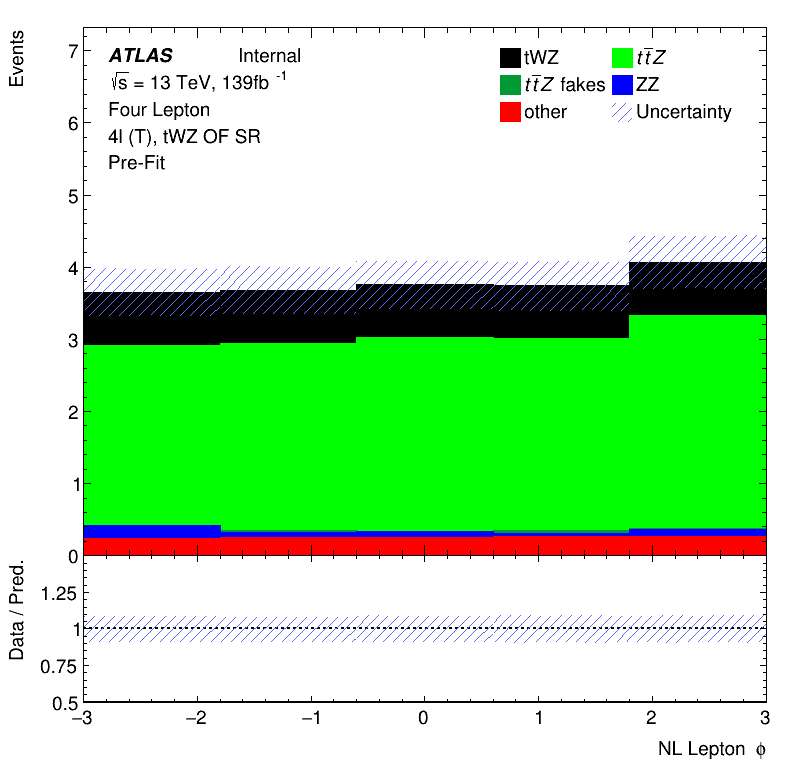 Events
7
6
5
4
3
2
1
0
ATLAS Internal
√s = 13 TeV, 139fb -1
Four Lepton
4l (T), tWZ OF SR
Pre-Fit
tWZ
tt̄Z
tt̄Z fakes
ZZ
other
Uncertainty
Data / Pred.
1.25
1
0.75
0.5
−3 −2 −1 0 1 2 3
NL Lepton ϕ